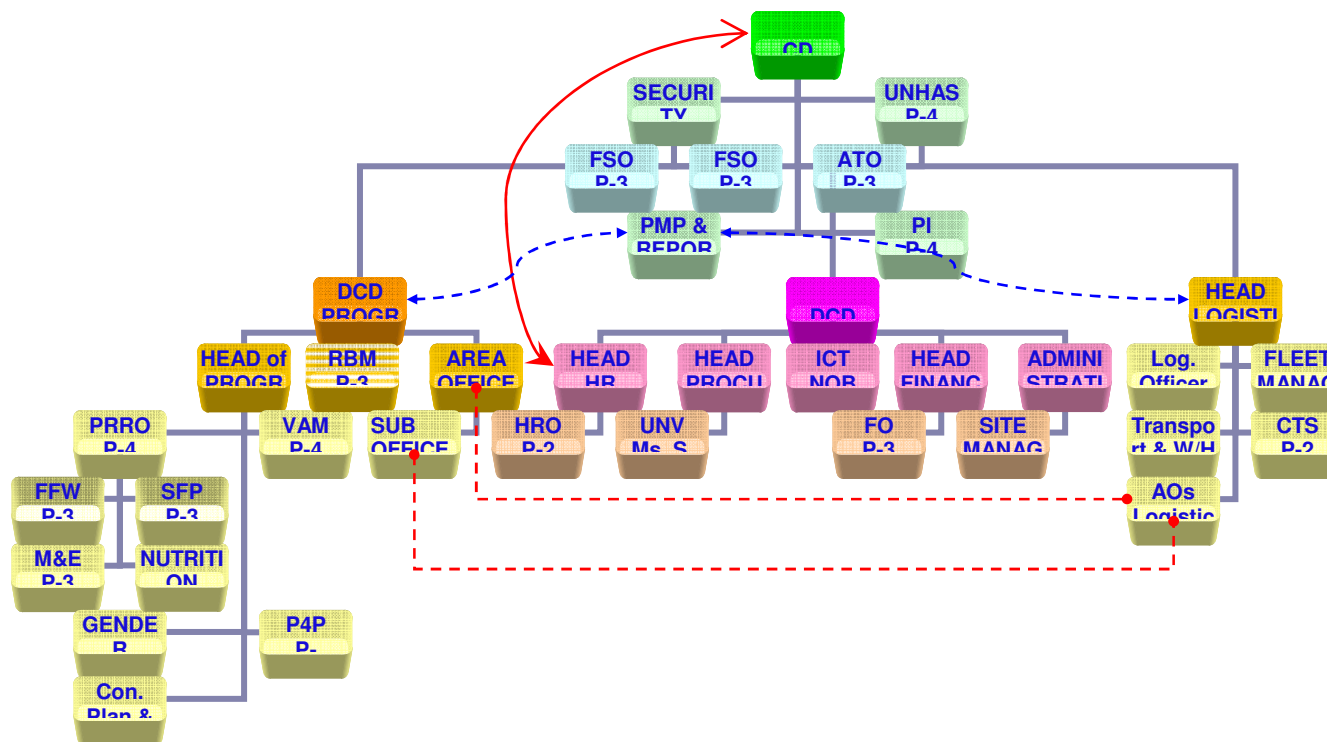 CD
SECURI
TY
UNHAS
P-4
FSO
P-3
FSO
P-3
ATO
P-3
PMP &
REPOR
PI
P-4
DCD
PROGR
DCD
HEAD
LOGISTI
HEAD of
PROGR
RBM
P-3
AREA
OFFICE
HEAD
HR
HEAD
PROCU
ICT
NOB
HEAD
FINANC
ADMINI
STRATI
Log.
Officer
FLEET
MANAG
PRRO
P-4
VAM
P-4
SUB
OFFICE
HRO
P-2
UNV
Ms. S
FO
P-3
SITE
MANAG
Transpo
rt & W/H
CTS
P-2
FFW
P-3
SFP
P-3
AOs
Logistic
M&E
P-3
NUTRITI
ON
GENDE
R
P4P
P-
Con.
Plan &